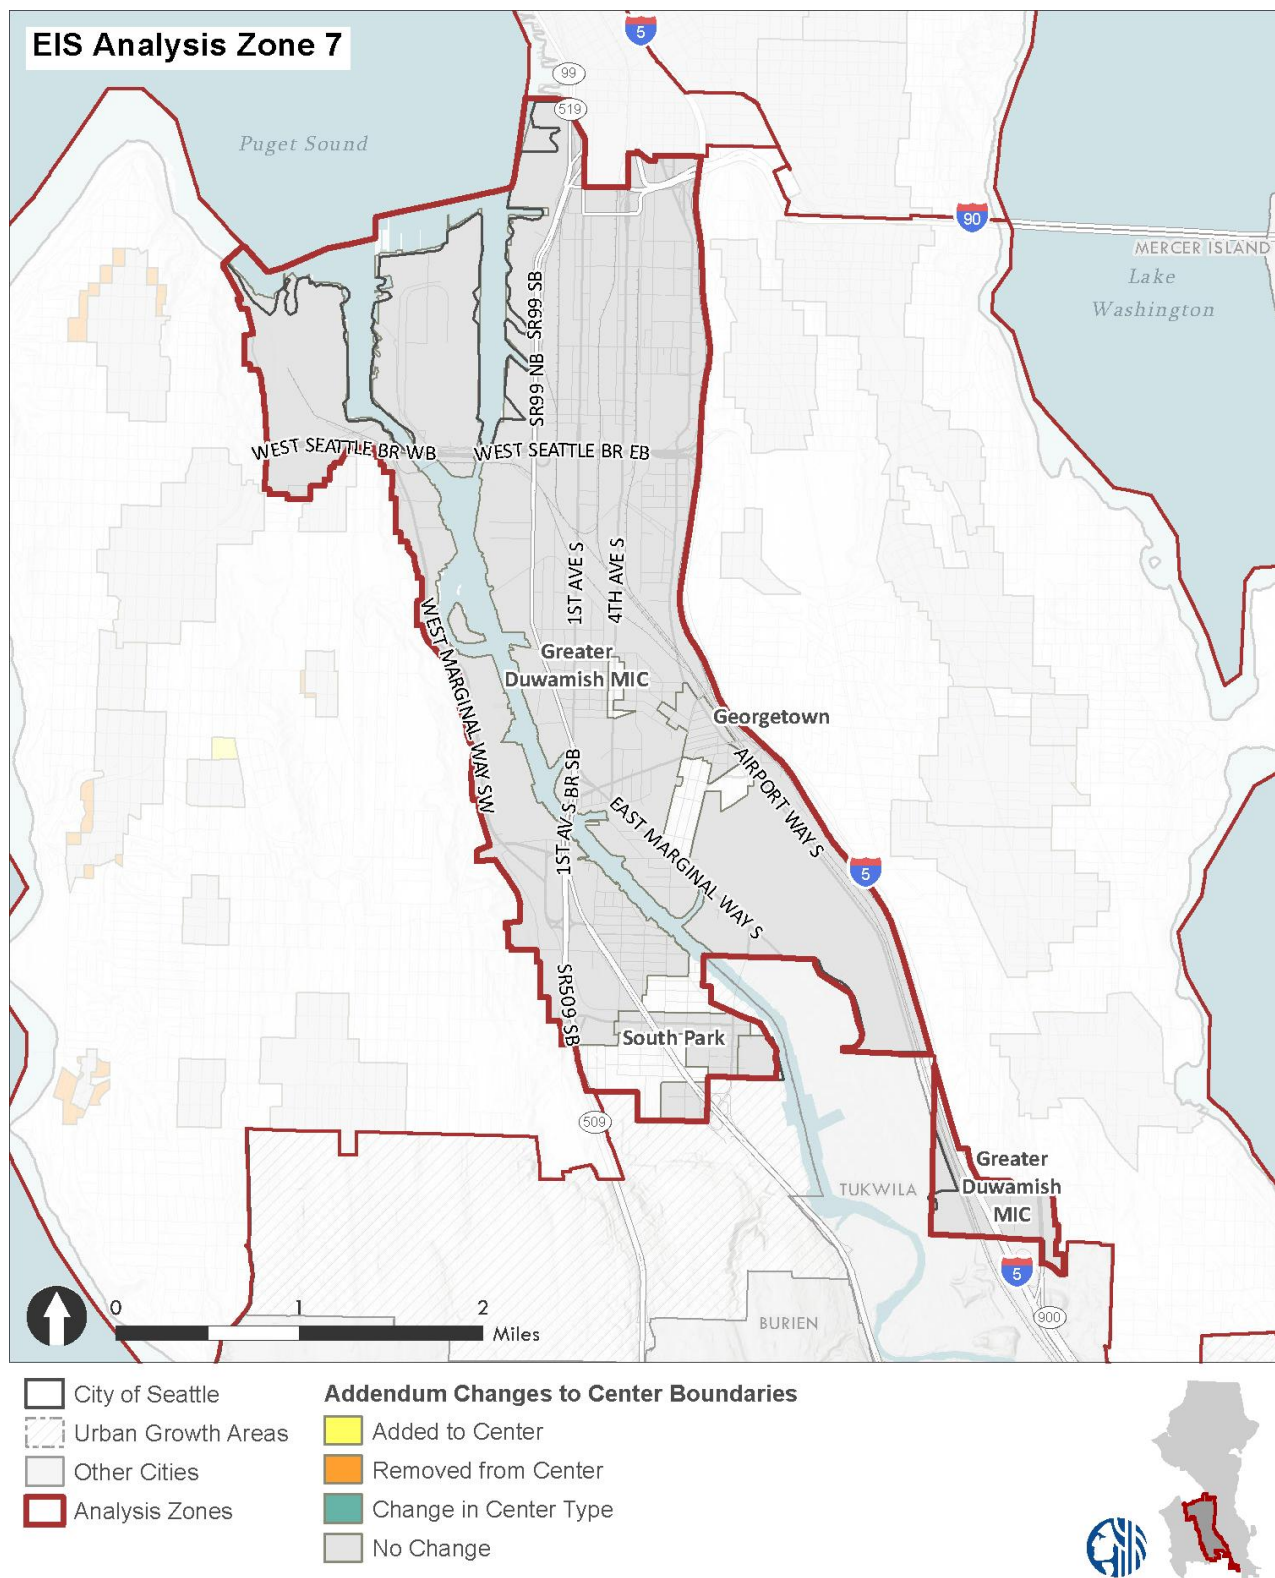 EIS Analysis Zone 7
5
99
519
Puget Sound
90
MERCER ISLAND
Lake
Washington
SR99 SB
SR99 NB
WEST SEATTLE BR WB
WEST SEATTLE BR EB
1ST AVE S
4TH AVE S
WEST MARGINAL WAY SW
Greater
Duwamish MIC
Georgetown
AIRPORT WAY S
1ST AV S BR SB
EAST MARGINAL WAY S
5
SR509 SB
South Park
509
Greater
Duwamish
MIC
TUKWILA
5
900
BURIEN
0 1 2
Miles
City of Seattle
Urban Growth Areas
Other Cities
Analysis Zones
Addendum Changes to Center Boundaries
Added to Center
Removed from Center
Change in Center Type
No Change